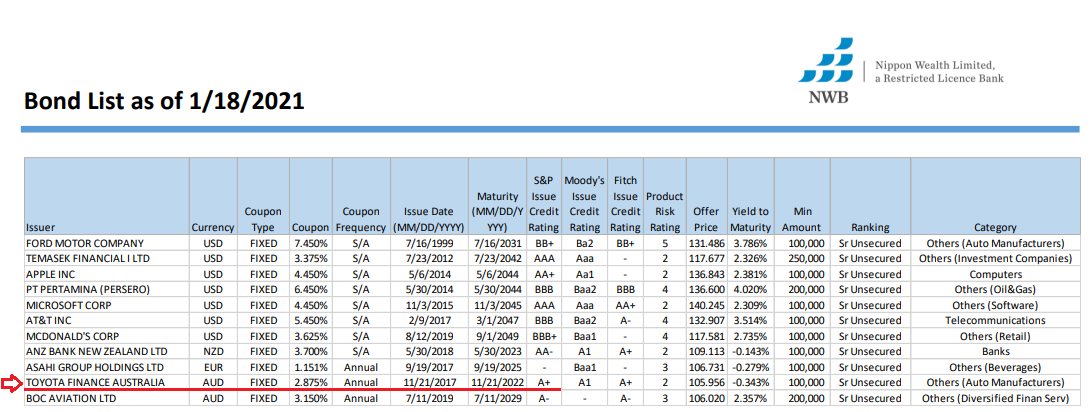 Nippon Wealth Limited,
a Restricted Licence Bank
NWB
Bond List as of 1/18/2021
Issuer Currency Coupon Type Coupon Coupon Frequency Issue Date (MM/DD/YYYY) Maturity (MM/DD/Y YYY) S&P Issue Credit Rating Moody's Issue Credit Rating Fitch Issue Credit Rating Product Risk Rating Offer Price Yield to Maturity Min Amount Ranking Category
FORD MOTOR COMPANY USD FIXED 7.450% S/A 7/16/1999 7/16/2031 BB+ Ba2 BB+ 5 131.486 3.786% 100,000 Sr Unsecured Others (Auto Manufacturers)
TEMASEK FINANCIAL I LTD USD FIXED 3.375% S/A 7/23/2012 7/23/2042 AAA Aaa - 2 117.677 2.326% 250,000 Sr Unsecured Others (Investment Companies)
APPLE INC USD FIXED 4.450% S/A 5/6/2014 5/6/2044 AA+ Aa1 - 2 136.843 2.381% 100,000 Sr Unsecured Computers
PT PERTAMINA (PERSERO) USD FIXED 6.450% S/A 5/30/2014 5/30/2044 BBB Baa2 BBB 4 136.600 4.020% 200,000 Sr Unsecured Others (Oil&Gas)
MICROSOFT CORP USD FIXED 4.450% S/A 11/3/2015 11/3/2045 AAA Aaa AA+ 2 140.245 2.309% 100,000 Sr Unsecured Others (Software)
AT&T INC USD FIXED 5.450% S/A 2/9/2017 3/1/2047 BBB Baa2 A- 4 132.907 3.514% 100,000 Sr Unsecured Telecommunications
MCDONALD'S CORP USD FIXED 3.625% S/A 8/12/2019 9/1/2049 BBB+ Baa1 - 4 117.581 2.735% 100,000 Sr Unsecured Others (Retail)
ANZ BANK NEW ZEALAND LTD NZD FIXED 3.700% S/A 5/30/2018 5/30/2023 AA- A1 A+ 2 109.113 -0.143% 100,000 Sr Unsecured Banks
ASAHI GROUP HOLDINGS LTD EUR FIXED 1.151% Annual 9/19/2017 9/19/2025 - Baa1 - 3 106.731 -0.279% 100,000 Sr Unsecured Others (Beverages)
TOYOTA FINANCE AUSTRALIA AUD FIXED 2.875% Annual 11/21/2017 11/21/2022 A+ A1 A+ 2 105.956 -0.343% 100,000 Sr Unsecured Others (Auto Manufacturers)
BOC AVIATION LTD AUD FIXED 3.150% Annual 7/11/2019 7/11/2029 A- - A- 3 106.020 2.357% 200,000 Sr Unsecured Others (Diversified Finan Serv)